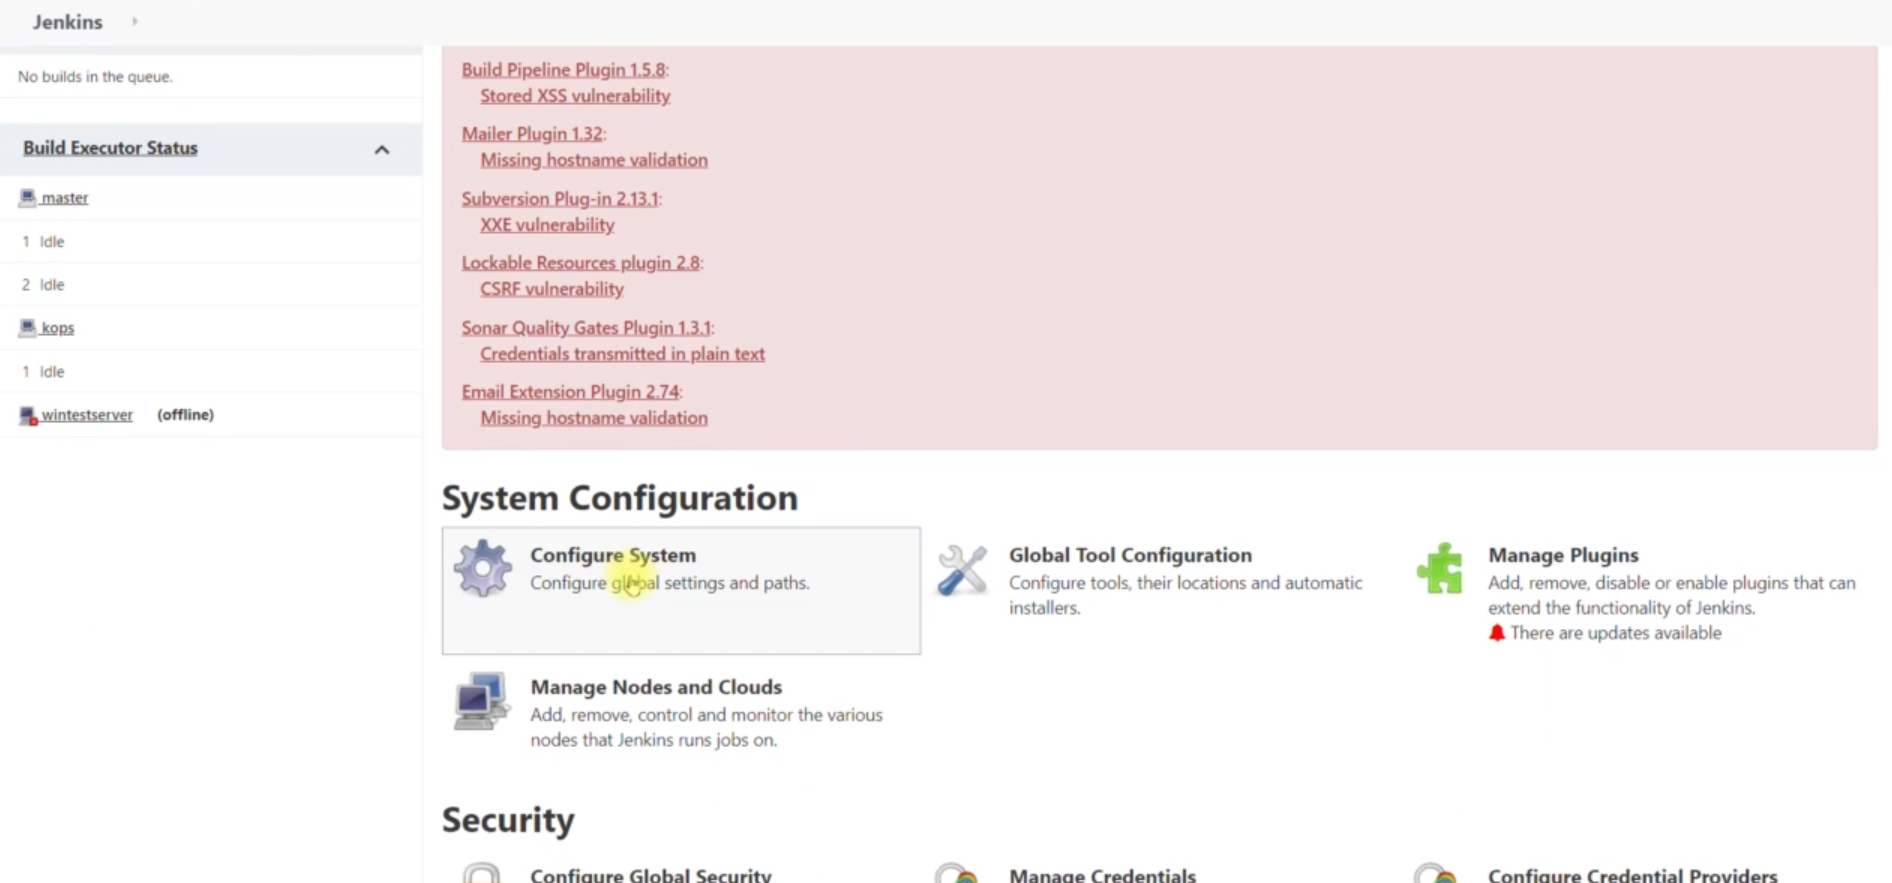 Jenkins
No builds in the queue.
Build Executor Status
master
1 Idle
2 Idle
kops
1 Idle
wintestserver (offline)
Build Pipeline Plugin 1.5.8:
Stored XSS vulnerability
Mailer Plugin 1.32:
Missing hostname validation
Subversion Plug-in 2.13.1:
XXE vulnerability
Lockable Resources plugin 2.8:
CSRF vulnerability
Sonar Quality Gates Plugin 1.3.1:
Credentials transmitted in plain text
Email Extension Plugin 2.74:
Missing hostname validation
System Configuration
Configure System
Configure global settings and paths.
Global Tool Configuration
Configure tools, their locations and automatic
installers.
Manage Plugins
Add, remove, disable or enable plugins that can
extend the functionality of Jenkins.
There are updates available
Manage Nodes and Clouds
Add, remove, control and monitor the various
nodes that Jenkins runs jobs on.
Security
Configure Global Security
Manage Credentials
Configure Credential Providers